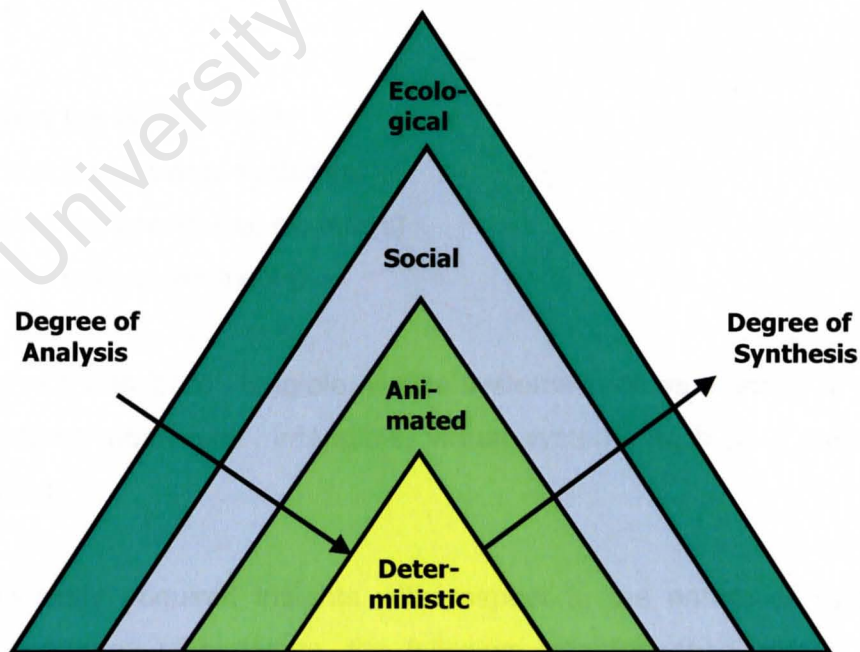 University
Ecolo-
gical
Social
Degree of
Analysis
Degree of
Synthesis
Ani-
mated
Deter-
ministic